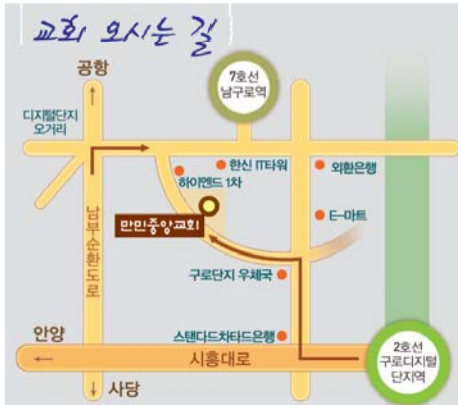 교회 오시는 길
공항
7호선
남구로역
디지털단지
오거리
한신 IT타워
외환은행
하이엔드 1차
E-마트
만민중앙교회
남부순환도로
구로단지 우체국
스탠다드차타드은행
안양
시흥대로
2호선
구로디지털
단지역
사당